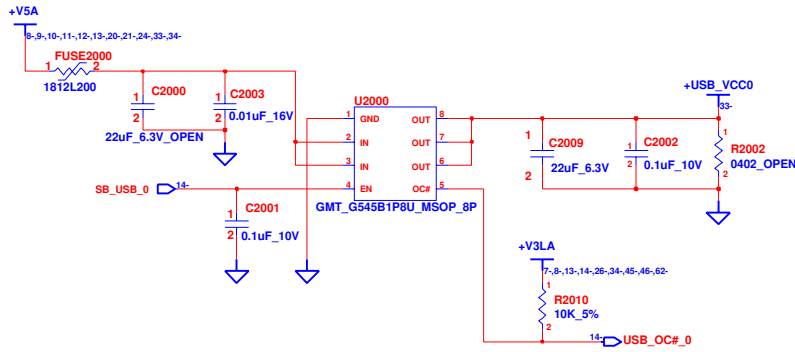 +V5A
8-,9-,10-,11-,12-,13-,20-,21-,24-,33-,34-
FUSE2000
1 2
1812L200
1 C2000
2
22uF_6.3V_OPEN
1 C2003
2 0.01uF_16V
U2000
1 GND OUT 8
2 IN OUT 7
3 IN OUT 6
4 EN OC# 5
GMT_G545B1P8U_MSOP_8P
SB_USB_0 14-
1 C2001
2 0.1uF_10V
+USB_VCC0
33-
1 C2009
2 22uF_6.3V
1 C2002
2 0.1uF_10V
1
R2002
2 0402_OPEN
+V3LA
7-,8-,13-,14-,26-,34-,45-,46-,62-
1
R2010
10K_5%
2
14- USB_OC#_0